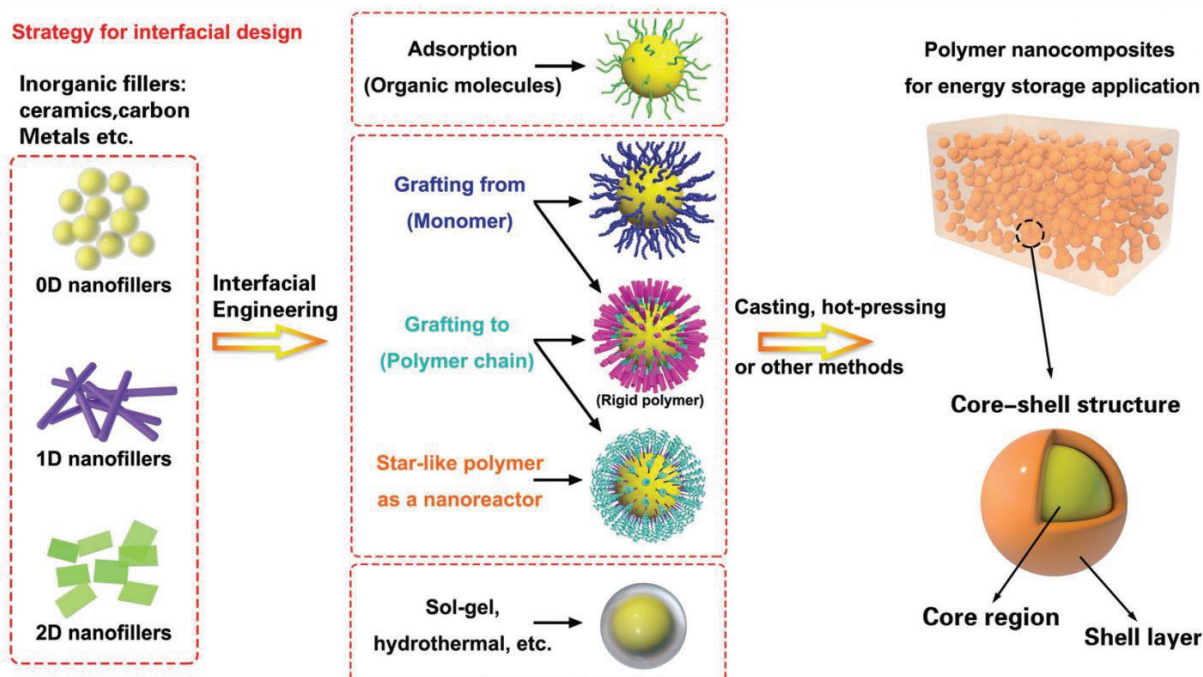 Strategy for interfacial design
Inorganic fillers:
ceramics,carbon
Metals etc.
0D nanofillers
1D nanofillers
2D nanofillers
Interfacial
Engineering
Adsorption
(Organic molecules)
Grafting from
(Monomer)
Grafting to
(Polymer chain)
(Rigid polymer)
Star-like polymer
as a nanoreactor
Sol-gel,
hydrothermal, etc.
Casting, hot-pressing
or other methods
Polymer nanocomposites
for energy storage application
Core–shell structure
Core region
Shell layer